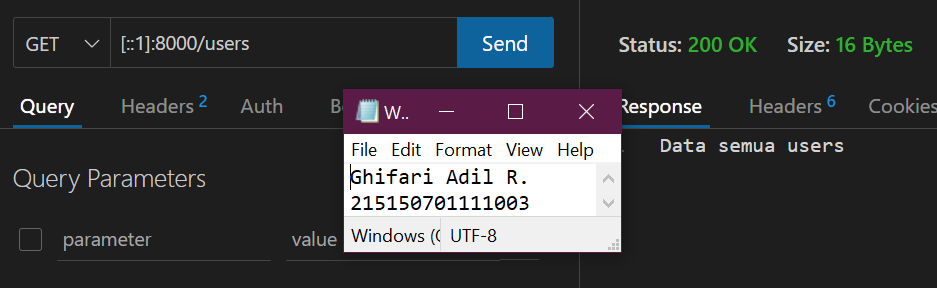 GET
[::1]:8000/users
Send
Status: 200 OK
Size: 16 Bytes
Query
Headers 2
Auth
Response
Headers 6
Cookies
Data semua users
Query Parameters
parameter
value
W..
File Edit Format View Help
Ghifari Adil R.
215150701111003
Windows (
UTF-8